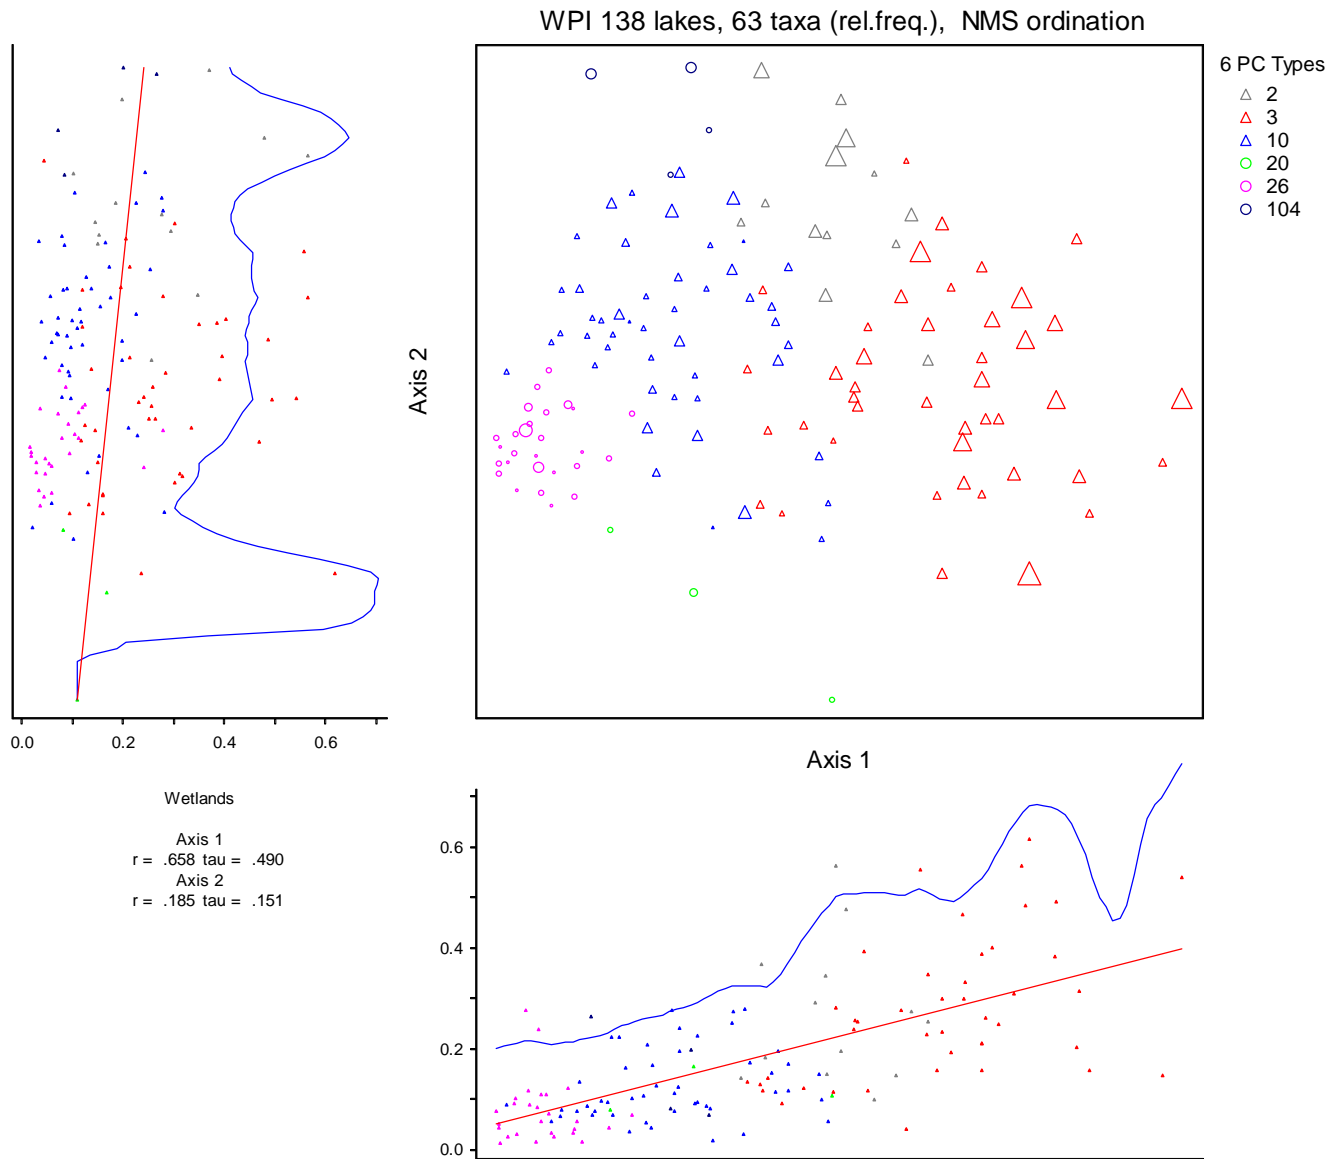 WPI 138 lakes, 63 taxa (rel.freq.), NMS ordination
6 PC Types
2
3
10
20
26
104
Axis 2
0.0 0.2 0.4 0.6
Axis 1
Wetlands
Axis 1
r = .658 tau = .490
Axis 2
r = .185 tau = .151
0.6
0.4
0.2
0.0